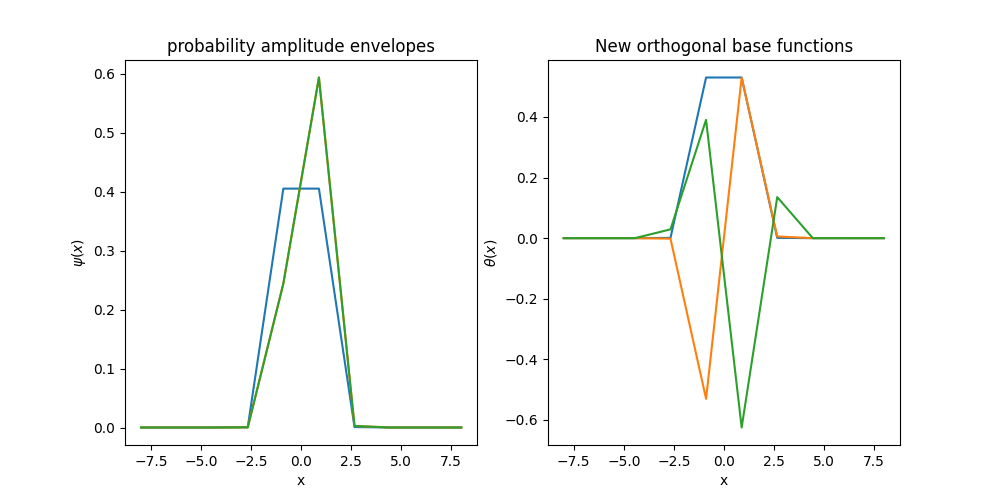 probability amplitude envelopes
0.6
0.5
0.4
0.3
0.2
0.1
0.0
ψ(x)
−7.5 −5.0 −2.5 0.0 2.5 5.0 7.5
x
New orthogonal base functions
0.4
0.2
0.0
−0.2
−0.4
−0.6
θ(x)
−7.5 −5.0 −2.5 0.0 2.5 5.0 7.5
x